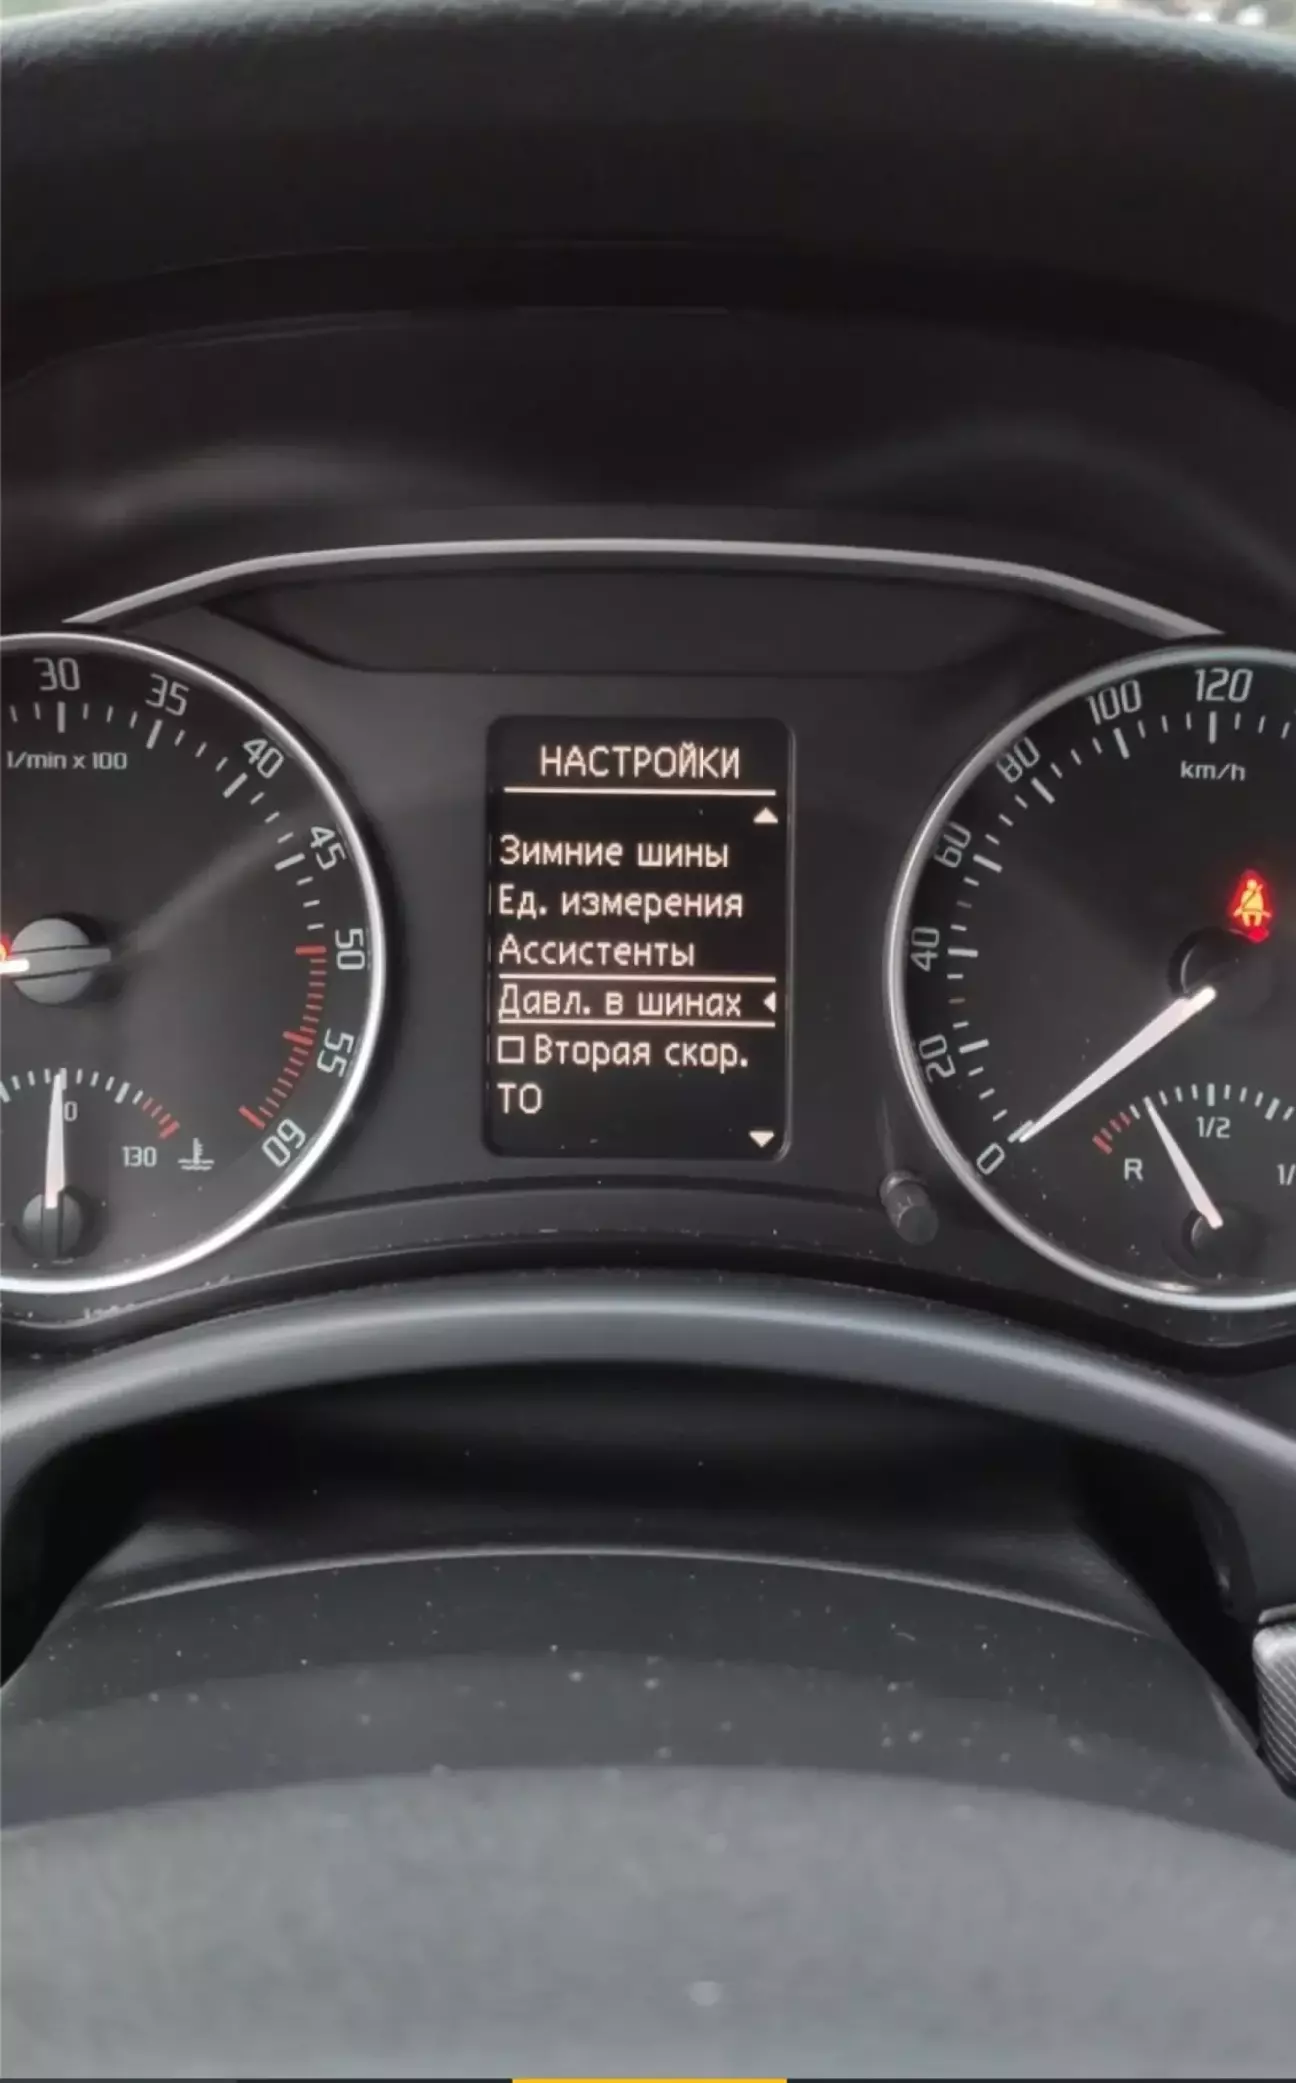 30
35
40
45
50
55
60
1/min x 100
130
НАСТРОЙКИ
Зимние шины
Ед. измерения
Ассистенты
Давл. в шинах
Вторая скор.
ТО
0
20
40
60
80
100
120
km/h
R
1/2